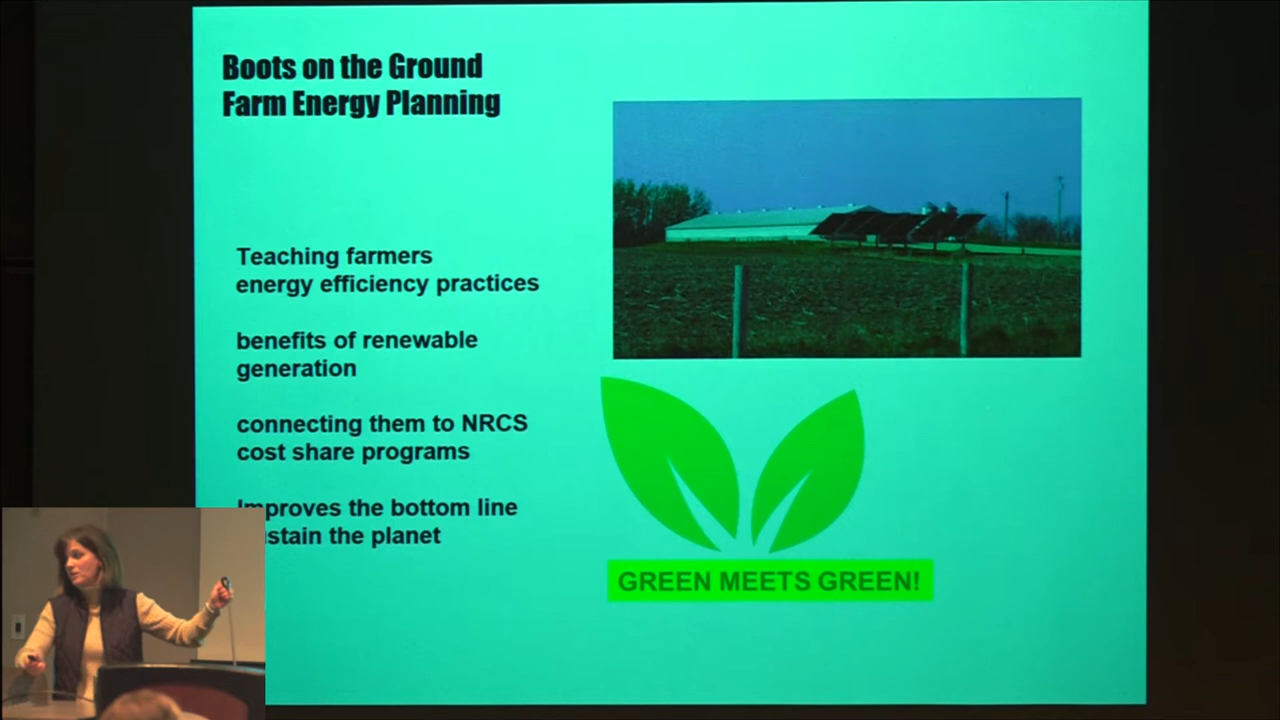 Boots on the Ground
Farm Energy Planning
Teaching farmers
energy efficiency practices
benefits of renewable
generation
connecting them to NRCS
cost share programs
the bottom line
the planet
GREEN MEETS GREEN!